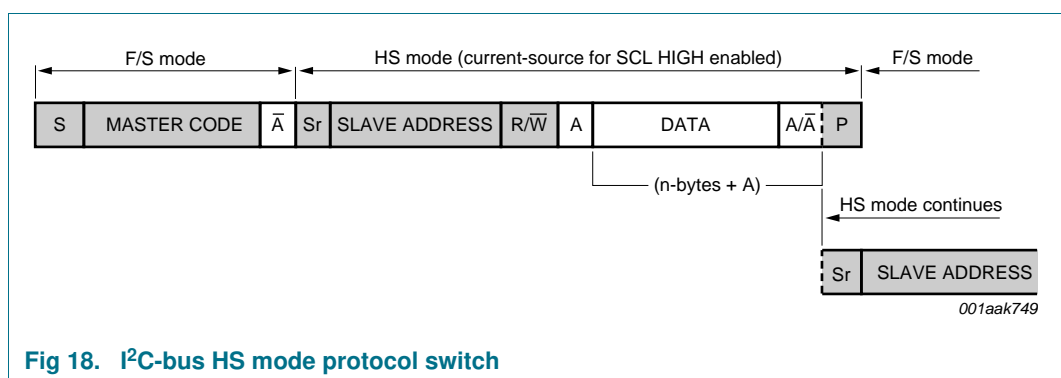 F/S mode HS mode (current-source for SCL HIGH enabled) F/S mode
S MASTER CODE A̅ Sr SLAVE ADDRESS R/W̅ A DATA A/A̅ P
(n-bytes + A)
HS mode continues
Sr SLAVE ADDRESS
001aak749
Fig 18. I²C-bus HS mode protocol switch